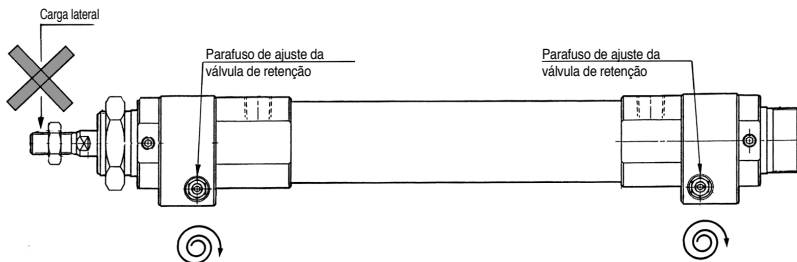 Carga lateral
Parafuso de ajuste da
válvula de retenção
Parafuso de ajuste da
válvula de retenção